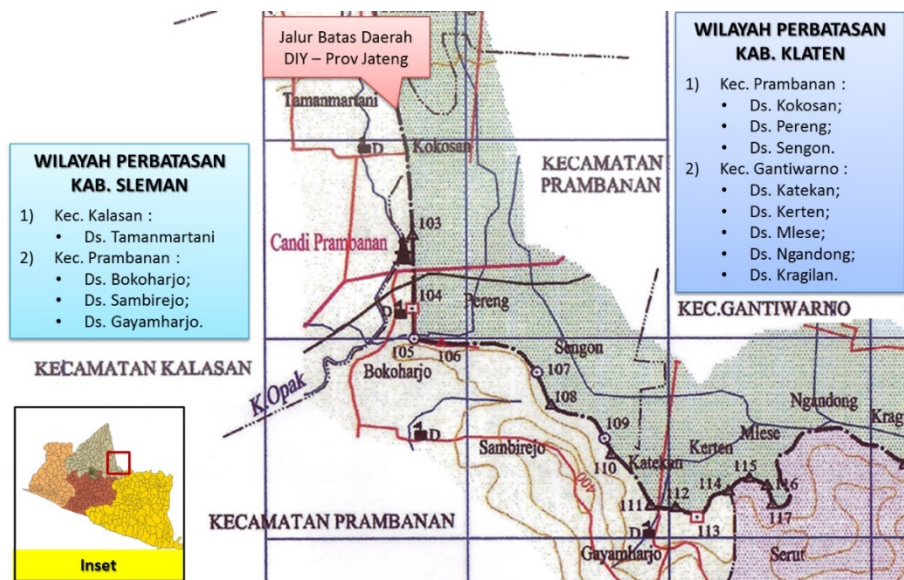 Jalur Batas Daerah
DIY – Prov Jateng
WILAYAH PERBATASAN
KAB. KLATEN
1) Kec. Prambanan :
• Ds. Kokosan;
• Ds. Pereng;
• Ds. Sengon.
2) Kec. Gantiwarno :
• Ds. Katekan;
• Ds. Kerten;
• Ds. Mlese;
• Ds. Ngandong;
• Ds. Kragilan.
WILAYAH PERBATASAN
KAB. SLEMAN
1) Kec. Kalasan :
• Ds. Tamanmartani
2) Kec. Prambanan :
• Ds. Bokoharjo;
• Ds. Sambirejo;
• Ds. Gayamharjo.
Tamanmartani
D
Kokosan
KECAMATAN
PRAMBANAN
103
Candi Prambanan
104
Pereng
D
KEC.GANTIWARNO
105
106
Sengon
KECAMATAN KALASAN
Bokoharjo
107
K.Opak
108
Ngandong
Krag
D
109
Mlese
Sambirejo
Kerten
110
Katekan
115
400
114
116
111
112
117
KECAMATAN PRAMBANAN
113
D
Gayamharjo
Serut
Inset